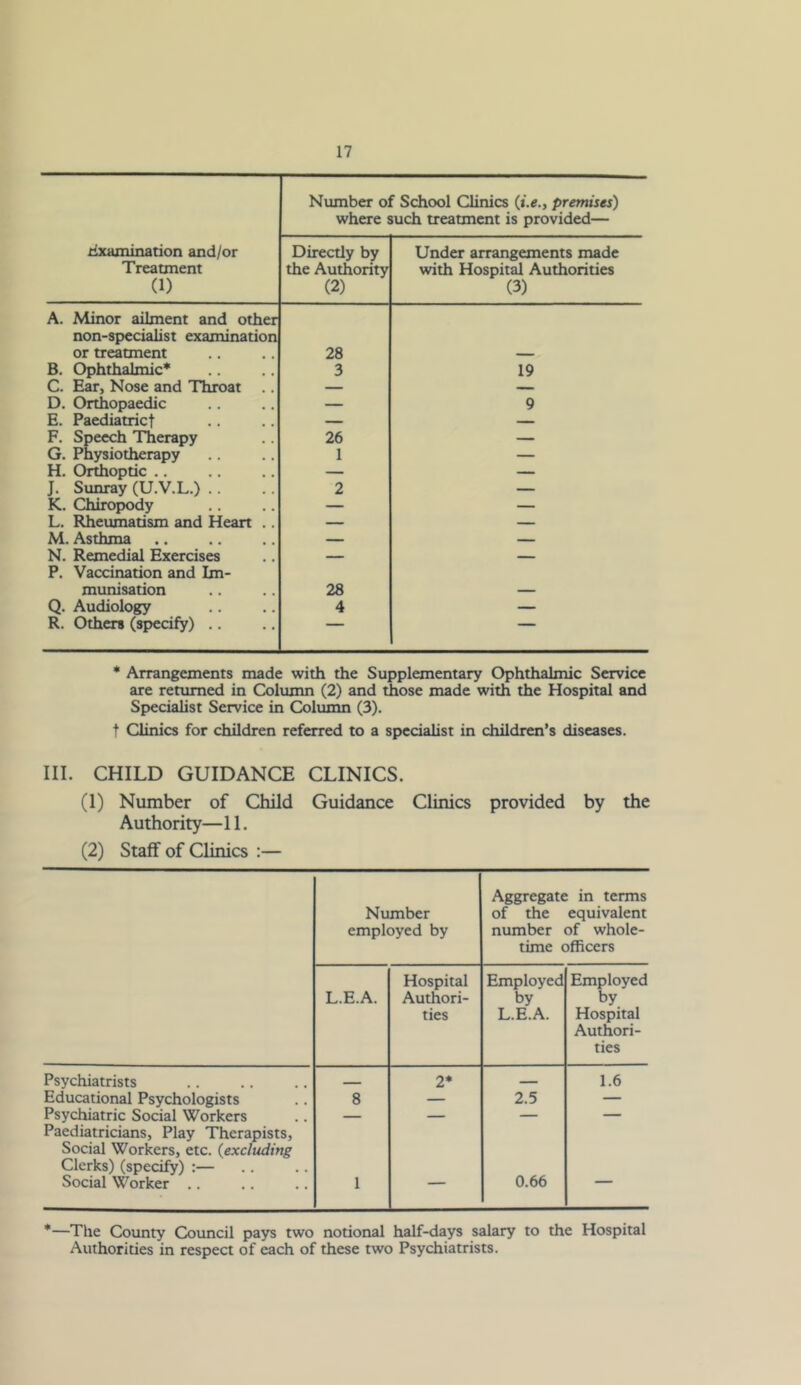 17
Number of School Clinics (i.e., premises)
where such treatment is provided—
Examination and/or
Treatment
(1)
Directly by
the Authority
(2)
Under arrangements made
with Hospital Authorities
(3)
A. Minor ailment and other
non-specialist examination
or treatment .. .. 28 —
B. Ophthalmic* .. .. 3 19
C. Ear, Nose and Throat .. — —
D. Orthopaedic .. .. — 9
E. Paediatric† .. .. — —
F. Speech Therapy .. 26 —
G. Physiotherapy .. .. 1 —
H. Orthoptic .. .. .. — —
J. Sunray (U.V.L.) .. .. 2 —
K. Chiropody .. .. — —
L. Rheumatism and Heart .. — —
M. Asthma .. .. .. — —
N. Remedial Exercises .. — —
P. Vaccination and Im-
munisation .. .. 28 —
Q. Audiology .. .. 4 —
R. Others (specify) .. .. — —
* Arrangements made with the Supplementary Ophthalmic Service
are returned in Column (2) and those made with the Hospital and
Specialist Service in Column (3).
† Clinics for children referred to a specialist in children's diseases.
III. CHILD GUIDANCE CLINICS.
(1) Number of Child Guidance Clinics provided by the
Authority—11.
(2) Staff of Clinics :—
Number
employed by
Aggregate in terms
of the equivalent
number of whole-
time officers
L.E.A.
Hospital
Authori-
ties
Employed
by
L.E.A.
Employed
by
Hospital
Authori-
ties
Psychiatrists .. .. .. — 2* — 1.6
Educational Psychologists .. 8 — 2.5 —
Psychiatric Social Workers .. — — — —
Paediatricians, Play Therapists,
Social Workers, etc. (excluding
Clerks) (specify) :— .. ..
Social Worker .. .. .. 1 — 0.66 —
*—The County Council pays two notional half-days salary to the Hospital
Authorities in respect of each of these two Psychiatrists.